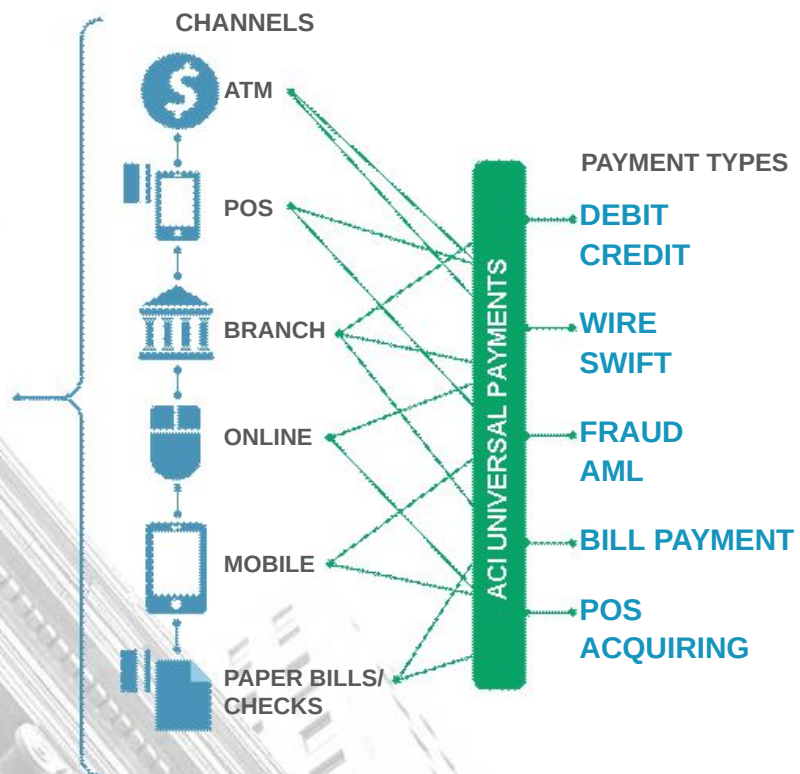 CHANNELS
ATM
POS
BRANCH
ONLINE
MOBILE
PAPER BILLS/
CHECKS
ACI UNIVERSAL PAYMENTS
PAYMENT TYPES
DEBIT
CREDIT
WIRE
SWIFT
FRAUD
AML
BILL PAYMENT
POS
ACQUIRING